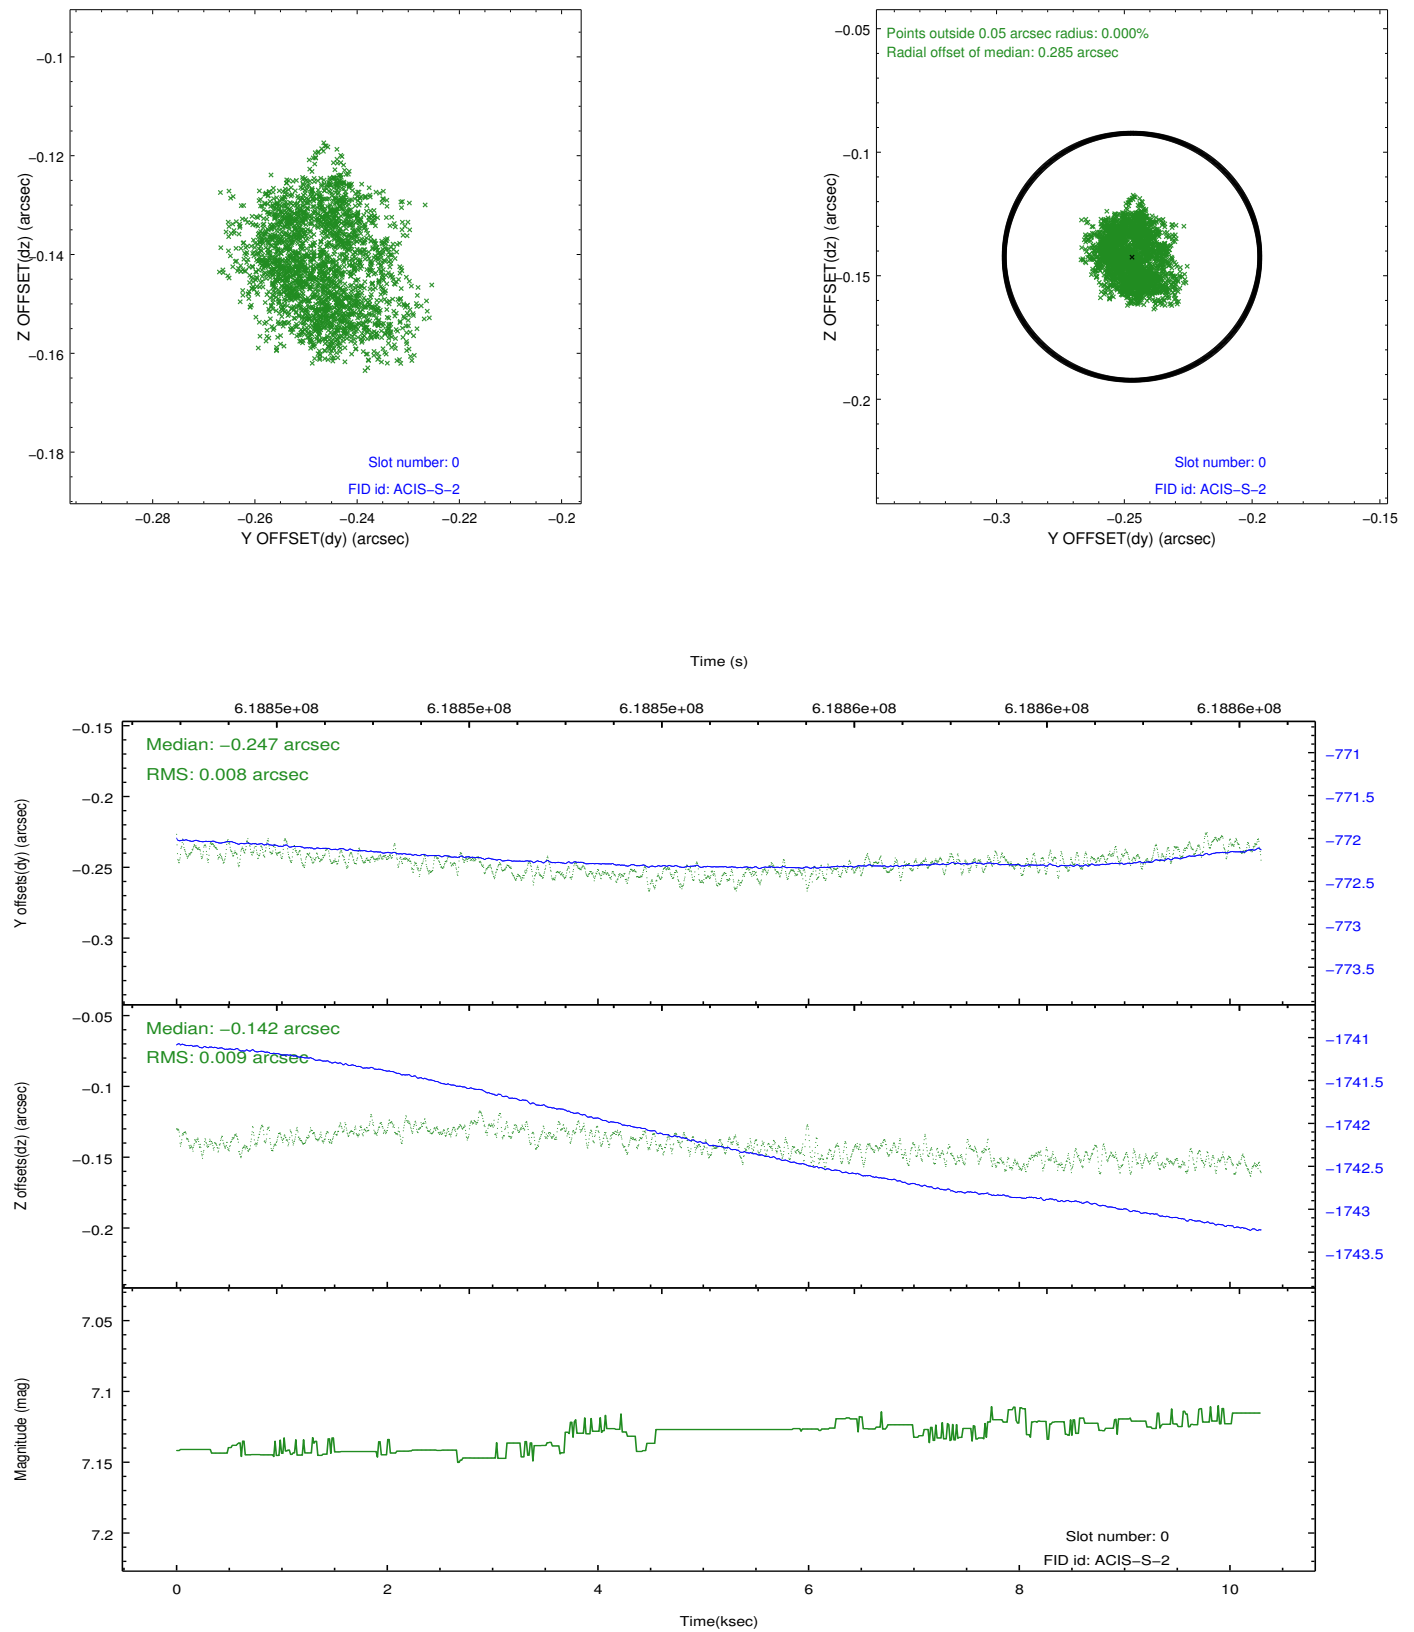 −0.1
−0.12
−0.14
−0.16
−0.18
Z OFFSET(dz) (arcsec)
Slot number: 0
FID id: ACIS−S−2
−0.28
−0.26
−0.24
−0.22
−0.2
Y OFFSET(dy) (arcsec)
Points outside 0.05 arcsec radius: 0.000%
Radial offset of median: 0.285 arcsec
−0.05
−0.1
−0.15
−0.2
Z OFFSET(dz) (arcsec)
Slot number: 0
FID id: ACIS−S−2
−0.3
−0.25
−0.2
−0.15
Y OFFSET(dy) (arcsec)
Time (s)
6.1885e+08
6.1885e+08
6.1885e+08
6.1886e+08
6.1886e+08
6.1886e+08
Median: −0.247 arcsec
RMS: 0.008 arcsec
−0.15
−0.2
−0.25
−0.3
Y offsets(dy) (arcsec)
−771
−771.5
−772
−772.5
−773
−773.5
Median: −0.142 arcsec
RMS: 0.009 arcsec
−0.05
−0.1
−0.15
−0.2
Z offsets(dz) (arcsec)
−1741
−1741.5
−1742
−1742.5
−1743
−1743.5
7.05
7.1
7.15
7.2
Magnitude (mag)
Slot number: 0
FID id: ACIS−S−2
0
2
4
6
8
10
Time(ksec)